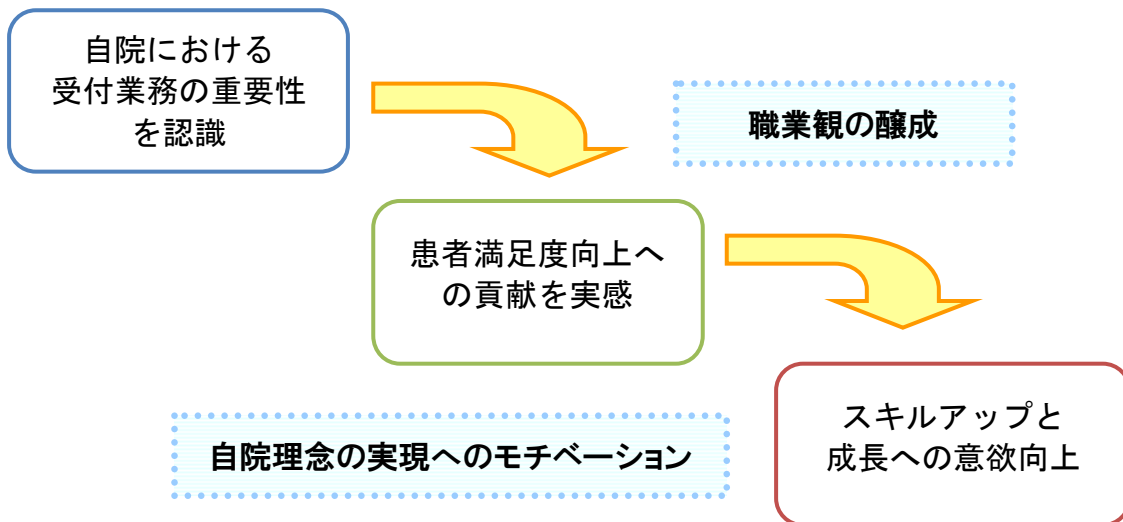 自院における
受付業務の重要性
を認識
職業観の醸成
患者満足度向上へ
の貢献を実感
スキルアップと
成長への意欲向上
自院理念の実現へのモチベーション